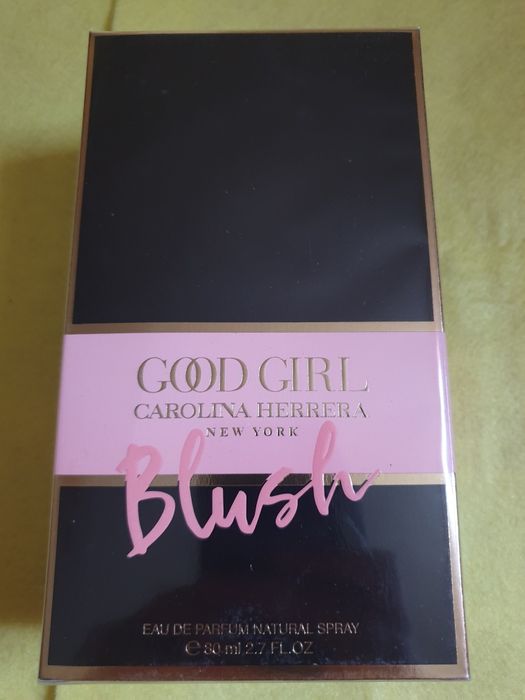 GOOD GIRL
CAROLINA HERRERA
NEW YORK
Blush
EAU DE PARFUM NATURAL SPRAY
℮ 80 ml 2.7 FL.OZ